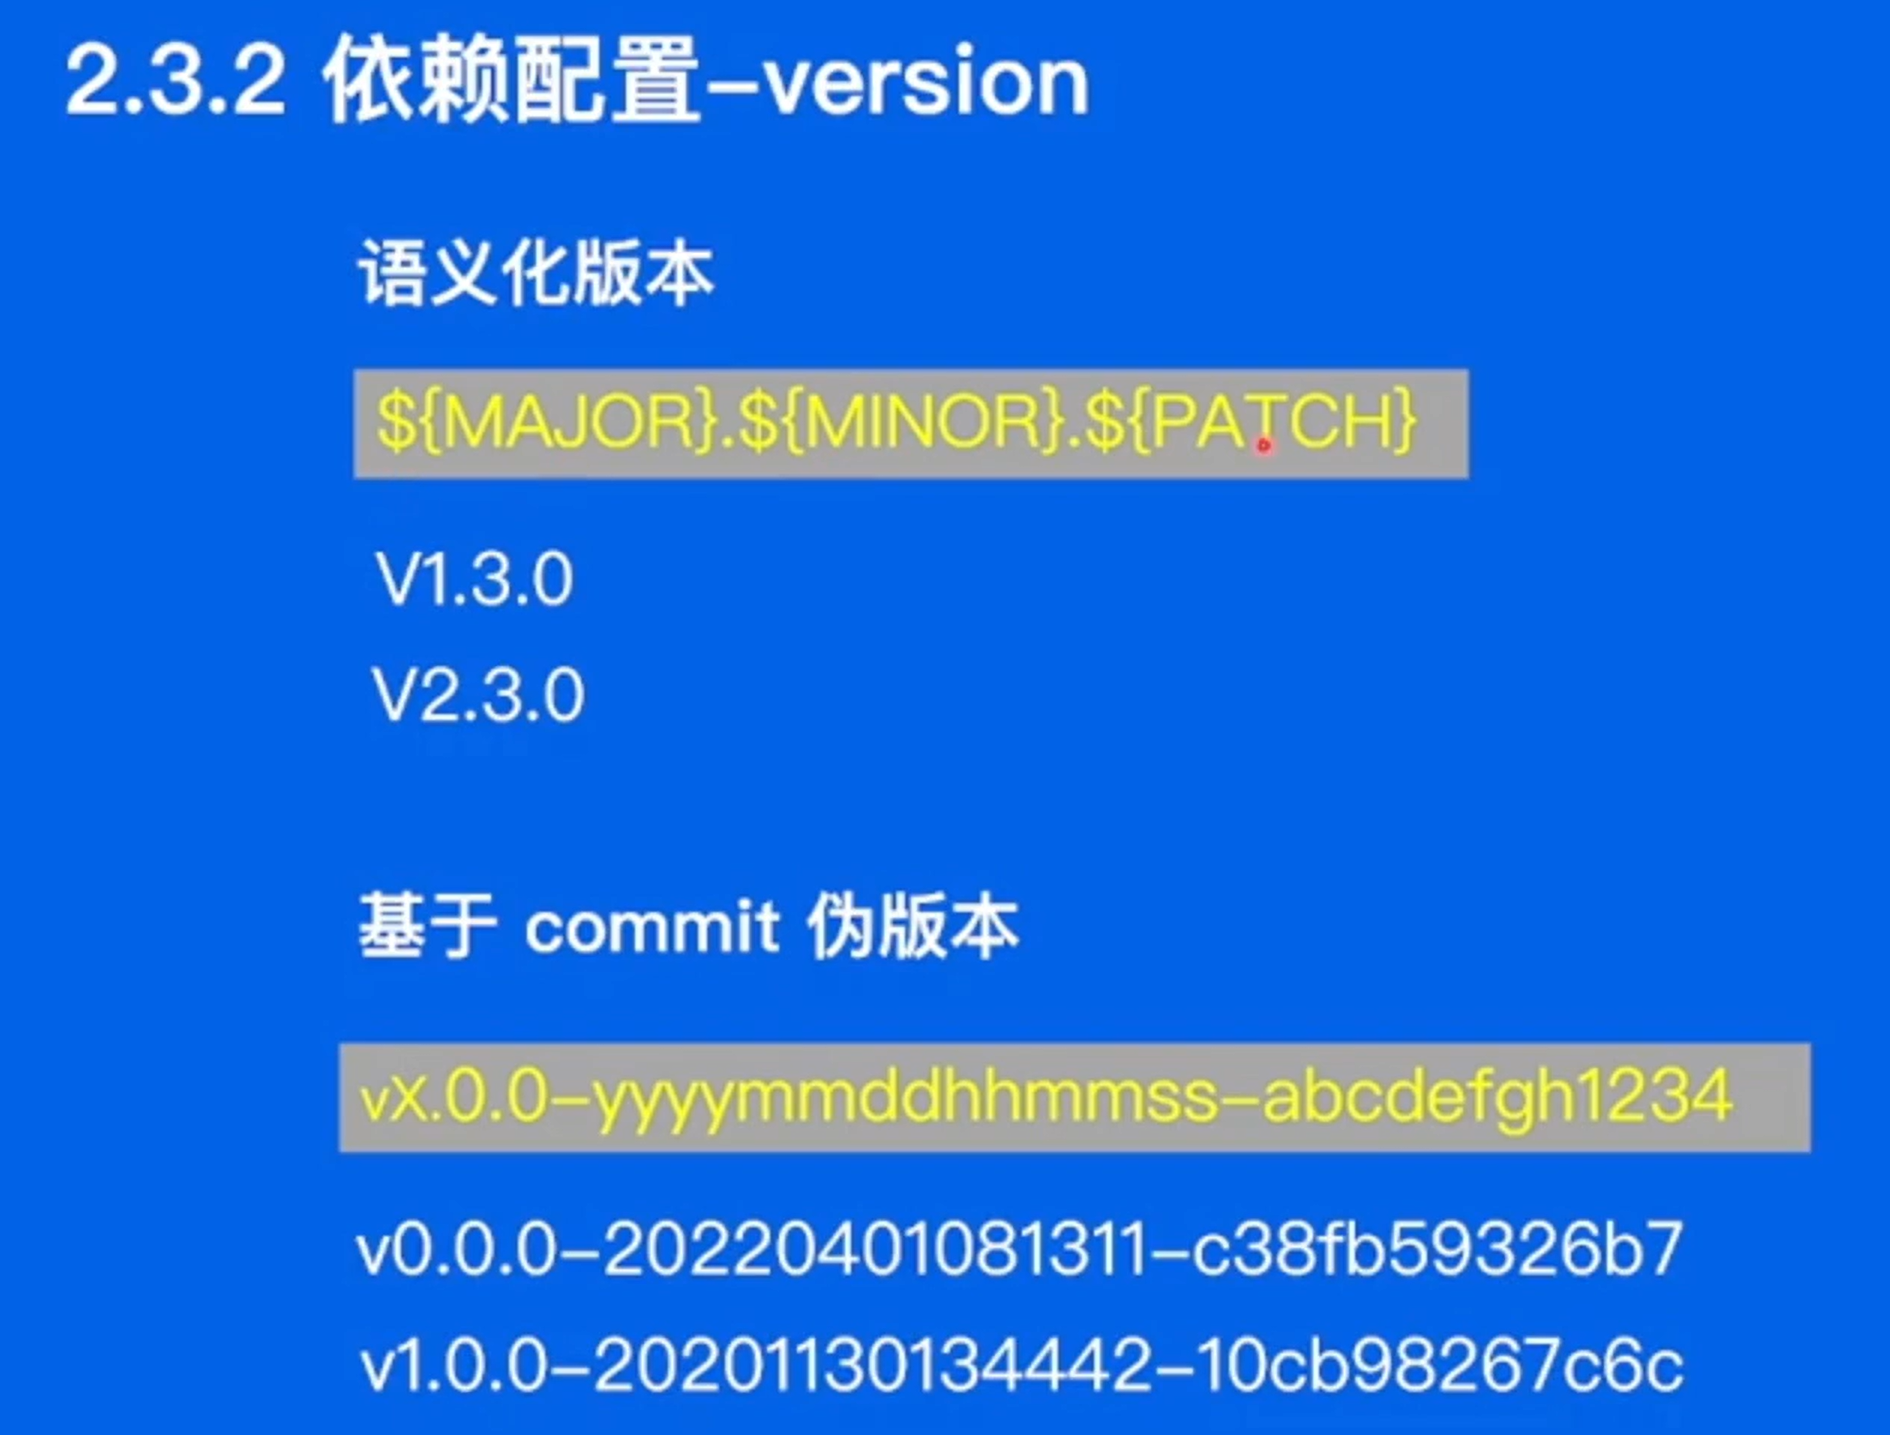 2.3.2 依赖配置–version
语义化版本
${MAJOR}.${MINOR}.${PATCH}
V1.3.0
V2.3.0
基于 commit 伪版本
vX.0.0–yyyymmddhhmmss–abcdefgh1234
v0.0.0–20220401081311–c38fb59326b7
v1.0.0–20201130134442–10cb98267c6c